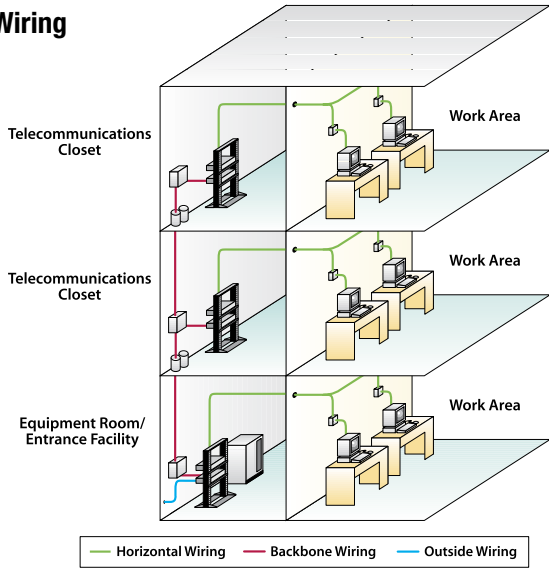 Wiring
Telecommunications
Closet
Work Area
Telecommunications
Closet
Work Area
Equipment Room/
Entrance Facility
Work Area
Horizontal Wiring
Backbone Wiring
Outside Wiring